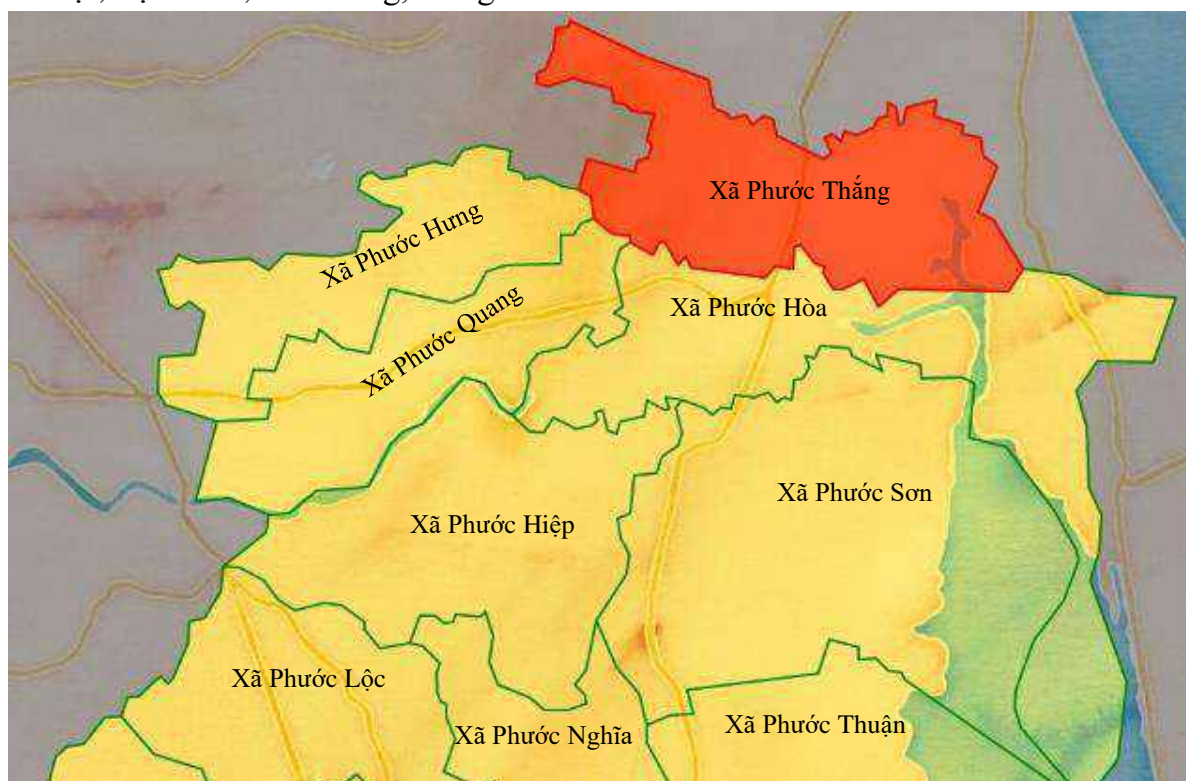 Xã Phước Thắng
Xã Phước Hưng
Xã Phước Quang
Xã Phước Hòa
Xã Phước Sơn
Xã Phước Hiệp
Xã Phước Lộc
Xã Phước Nghĩa
Xã Phước Thuận